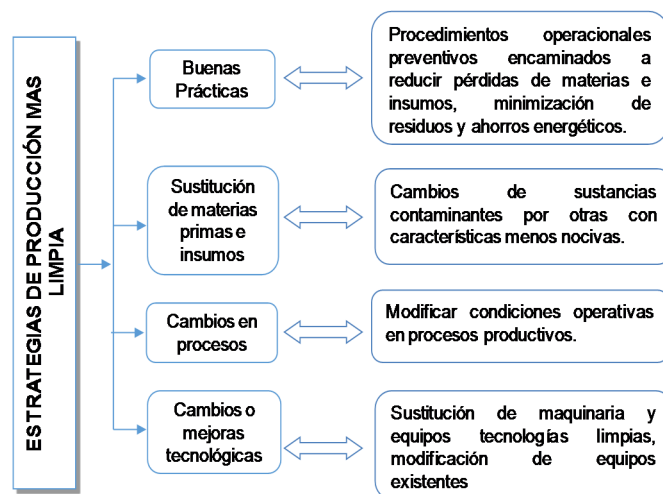 ESTRATEGIAS DE PRODUCCIÓN MAS
LIMPIA
Buenas
Prácticas
Procedimientos operacionales
preventivos encaminados a
reducir pérdidas de materias e
insumos, minimización de
residuos y ahorros energéticos.
Sustitución
de materias
primas e
insumos
Cambios de sustancias
contaminantes por otras con
características menos nocivas.
Cambios en
procesos
Modificar condiciones operativas
en procesos productivos.
Cambios o
mejoras
tecnológicas
Sustitución de maquinaria y
equipos tecnologías limpias,
modificación de equipos
existentes